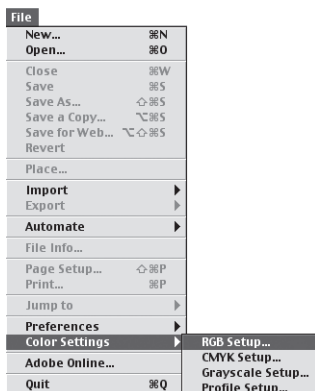 File
New... ⌘N
Open... ⌘O
Close ⌘W
Save ⌘S
Save As... ⇧⌘S
Save a Copy... ⌥⌘S
Save for Web... ⌥⇧⌘S
Revert
Place...
Import
Export
Automate
File Info...
Page Setup... ⇧⌘P
Print... ⌘P
Jump to
Preferences
Color Settings
RGB Setup...
CMYK Setup...
Grayscale Setup...
Profile Setup...
Adobe Online...
Quit ⌘Q